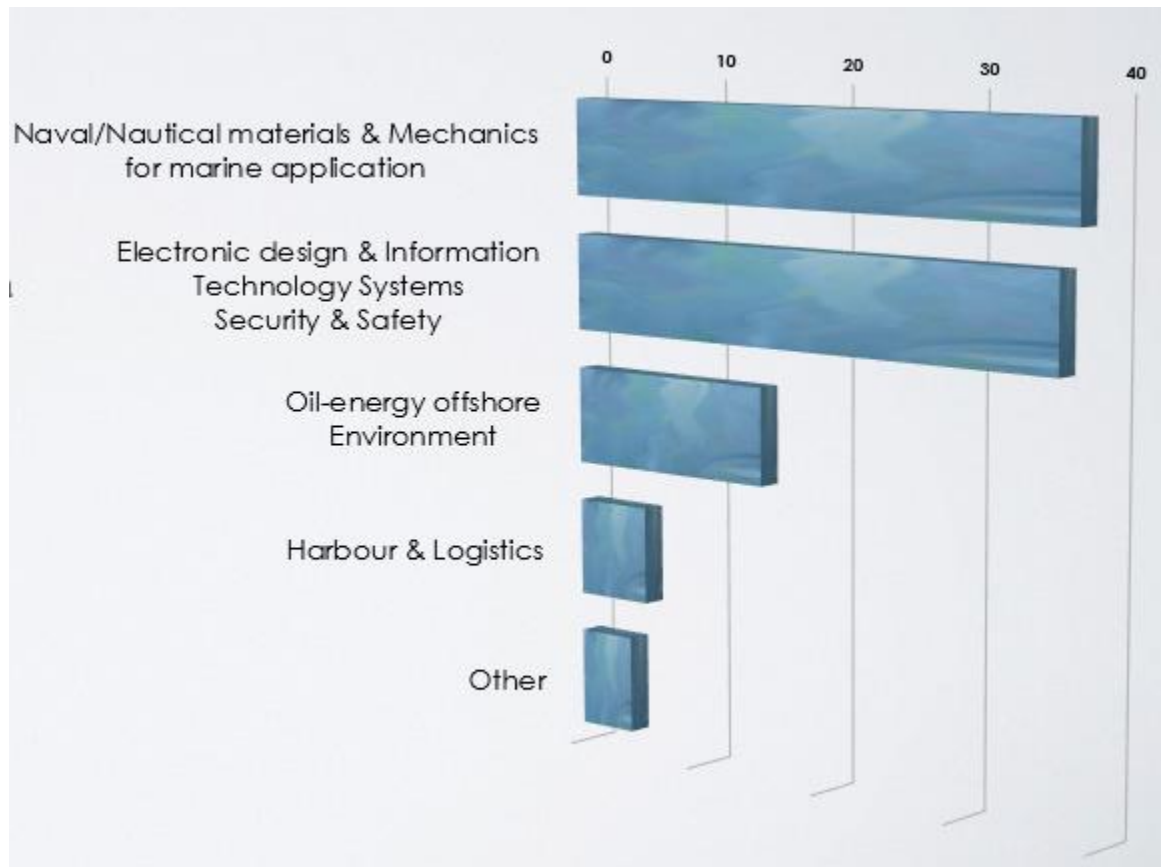 0 10 20 30 40
Naval/Nautical materials & Mechanics
for marine application
Electronic design & Information
Technology Systems
Security & Safety
Oil-energy offshore
Environment
Harbour & Logistics
Other